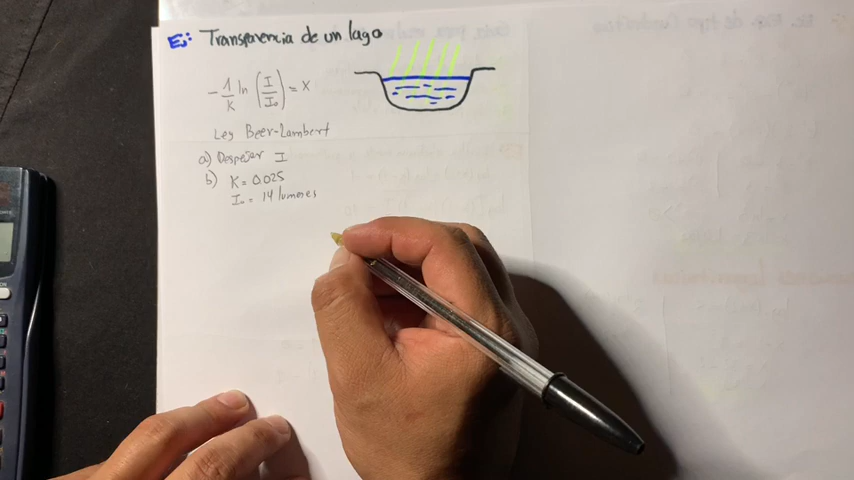 Ej: Transparencia de un lago
-1/K ln (I/I₀) = X
Ley Beer-Lambert
a) Despejar I
b) K = 0.025
I₀ = 14 lumenes